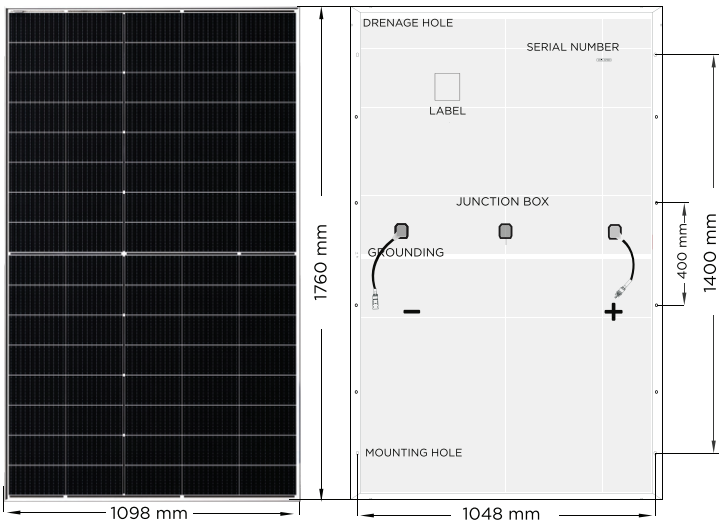 DRENAGE HOLE
SERIAL NUMBER
LABEL
JUNCTION BOX
GROUNDING
1760 mm
400 mm
1400 mm
MOUNTING HOLE
1098 mm
1048 mm